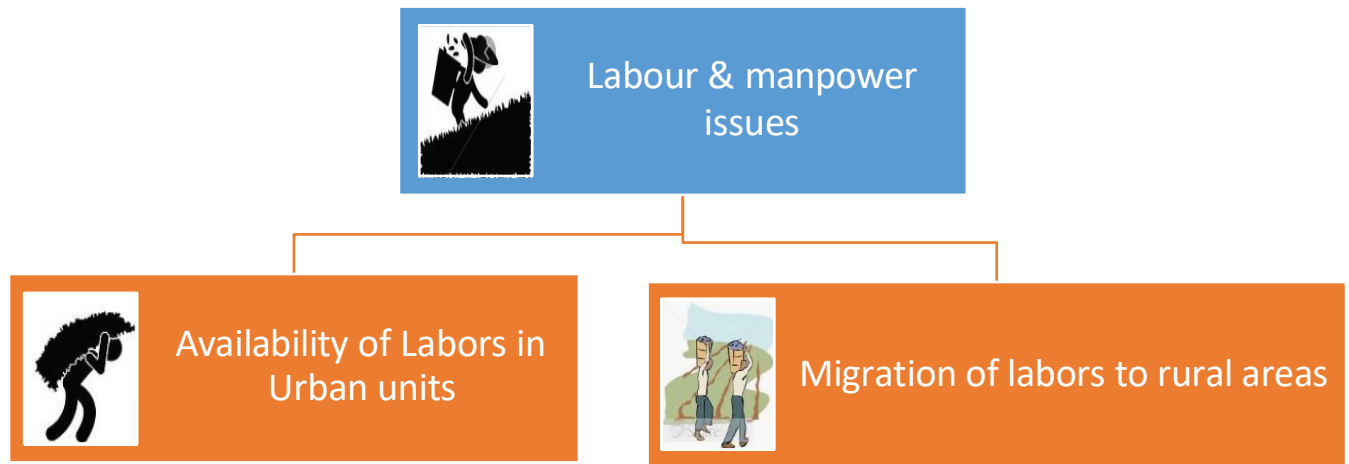 Labour & manpower
issues
Availability of Labors in
Urban units
Migration of labors to rural areas